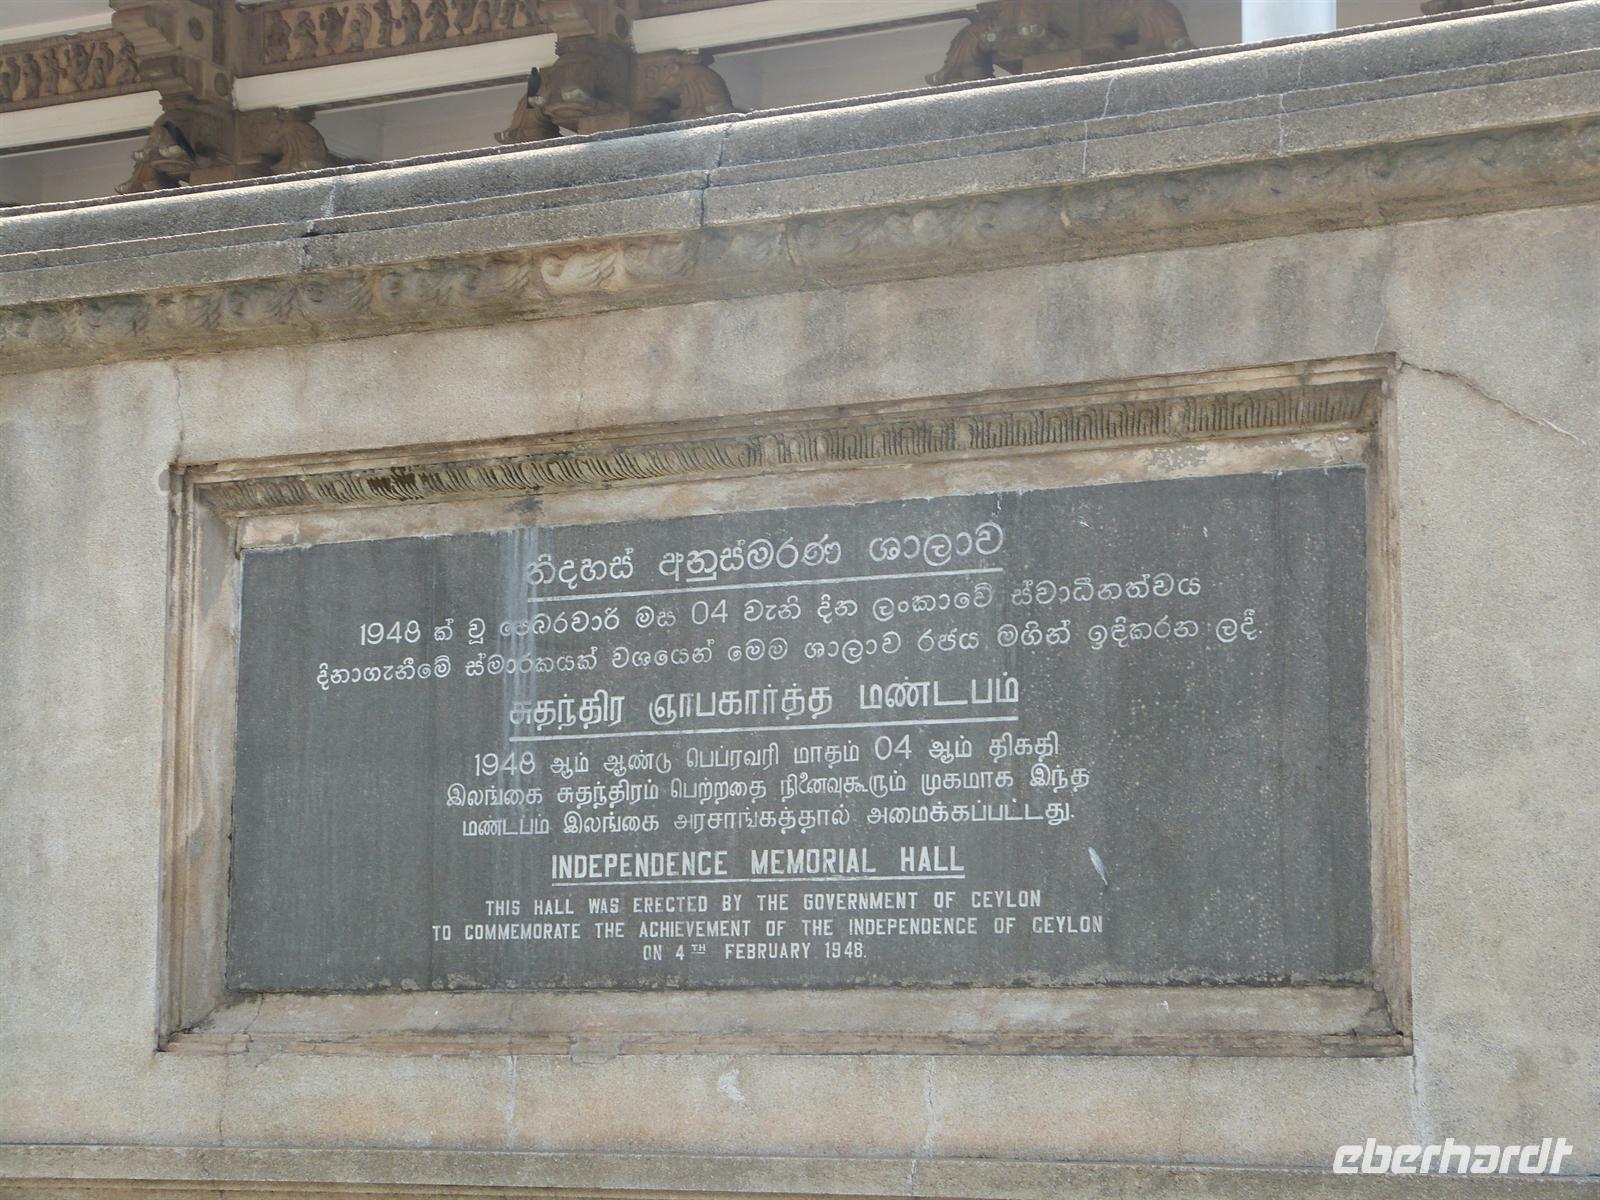 නිදහස් අනුස්මරණ ශාලාව
1948 ක් වූ පෙබරවාරි මස 04 වැනි දින ලංකාවේ ස්වාධීනත්වය
දිනාගැනීමේ ස්මාරකයක් වශයෙන් මෙම ශාලාව රජය මගින් ඉදිකරන ලදී.
சுதந்திர ஞாபகார்த்த மண்டபம்
1948 ஆம் ஆண்டு பெப்ரவரி மாதம் 04 ஆம் திகதி
இலங்கை சுதந்திரம் பெற்றதை நினைவுகூரும் முகமாக இந்த
மண்டபம் இலங்கை அரசாங்கத்தால் அமைக்கப்பட்டது.
INDEPENDENCE MEMORIAL HALL
THIS HALL WAS ERECTED BY THE GOVERNMENT OF CEYLON
TO COMMEMORATE THE ACHIEVEMENT OF THE INDEPENDENCE OF CEYLON
ON 4TH FEBRUARY 1948.
eberhardt